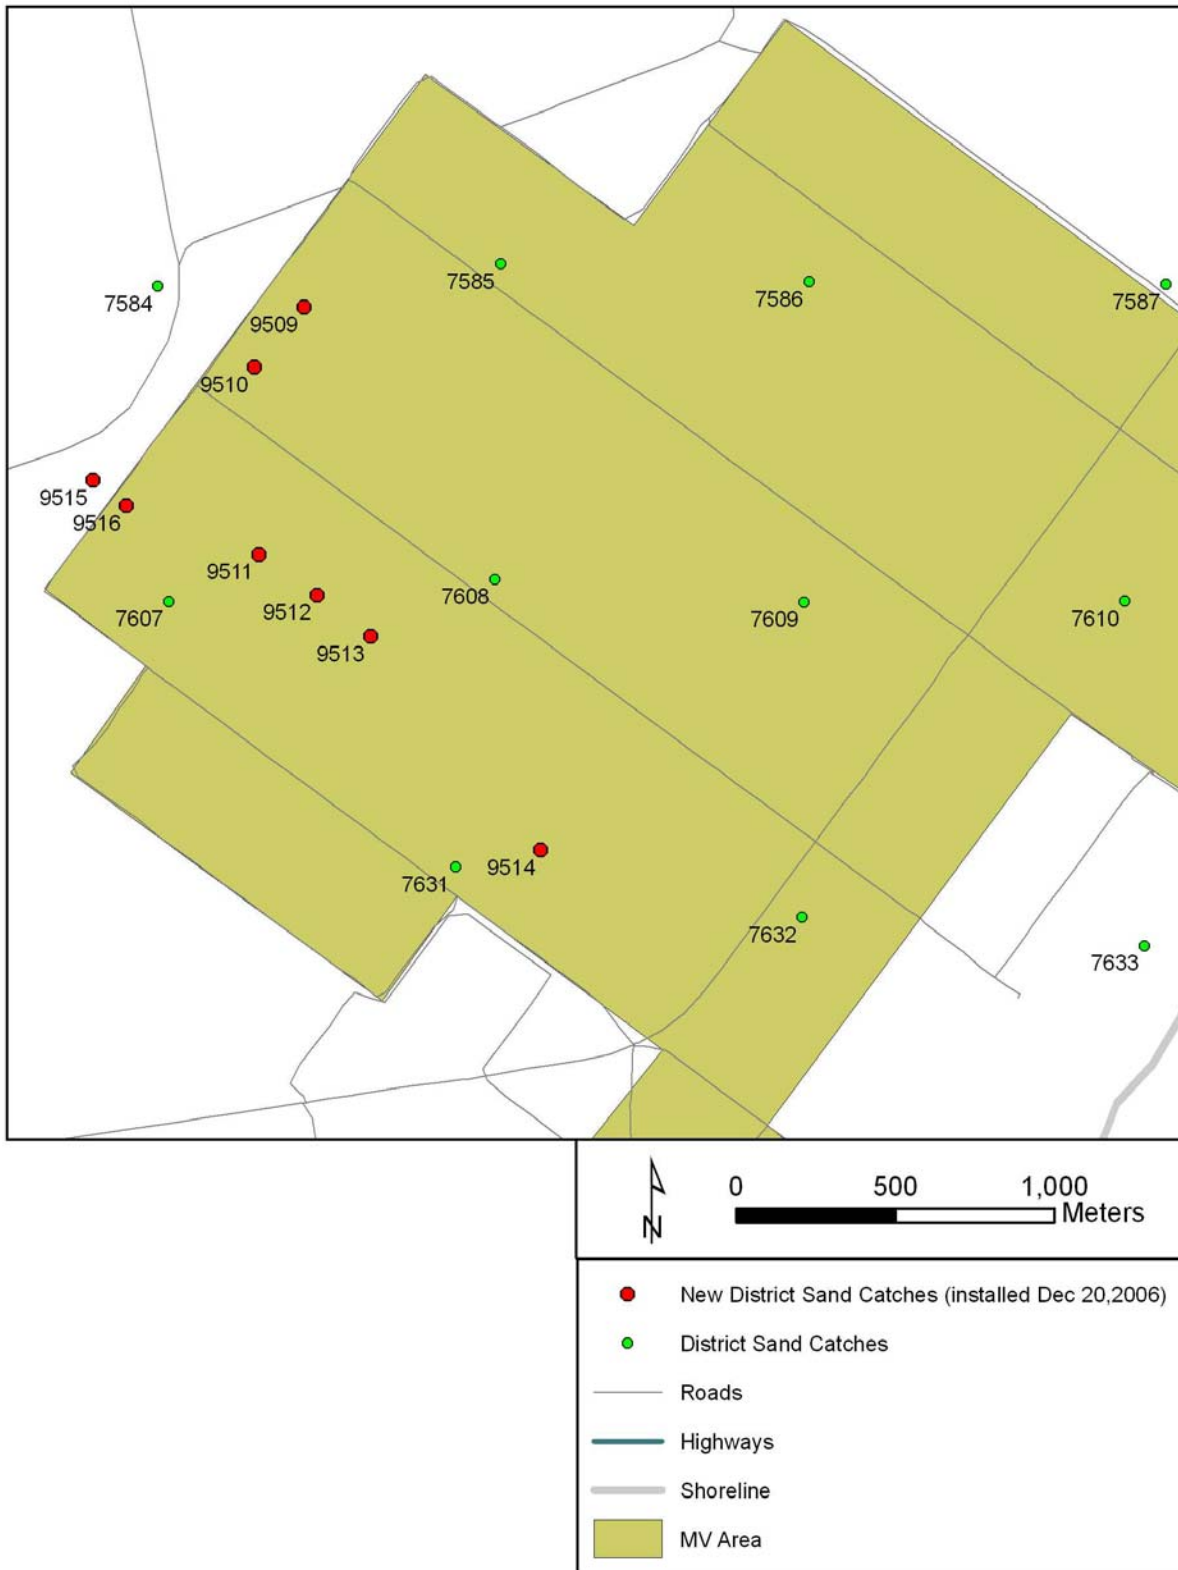 7585
7586
7584
7587
9509
9510
9515
9516
9511
7608
9512
7607
7609
7610
9513
9514
7631
7632
7633
N
0 500 1,000
Meters
New District Sand Catches (installed Dec 20,2006)
District Sand Catches
Roads
Highways
Shoreline
MV Area